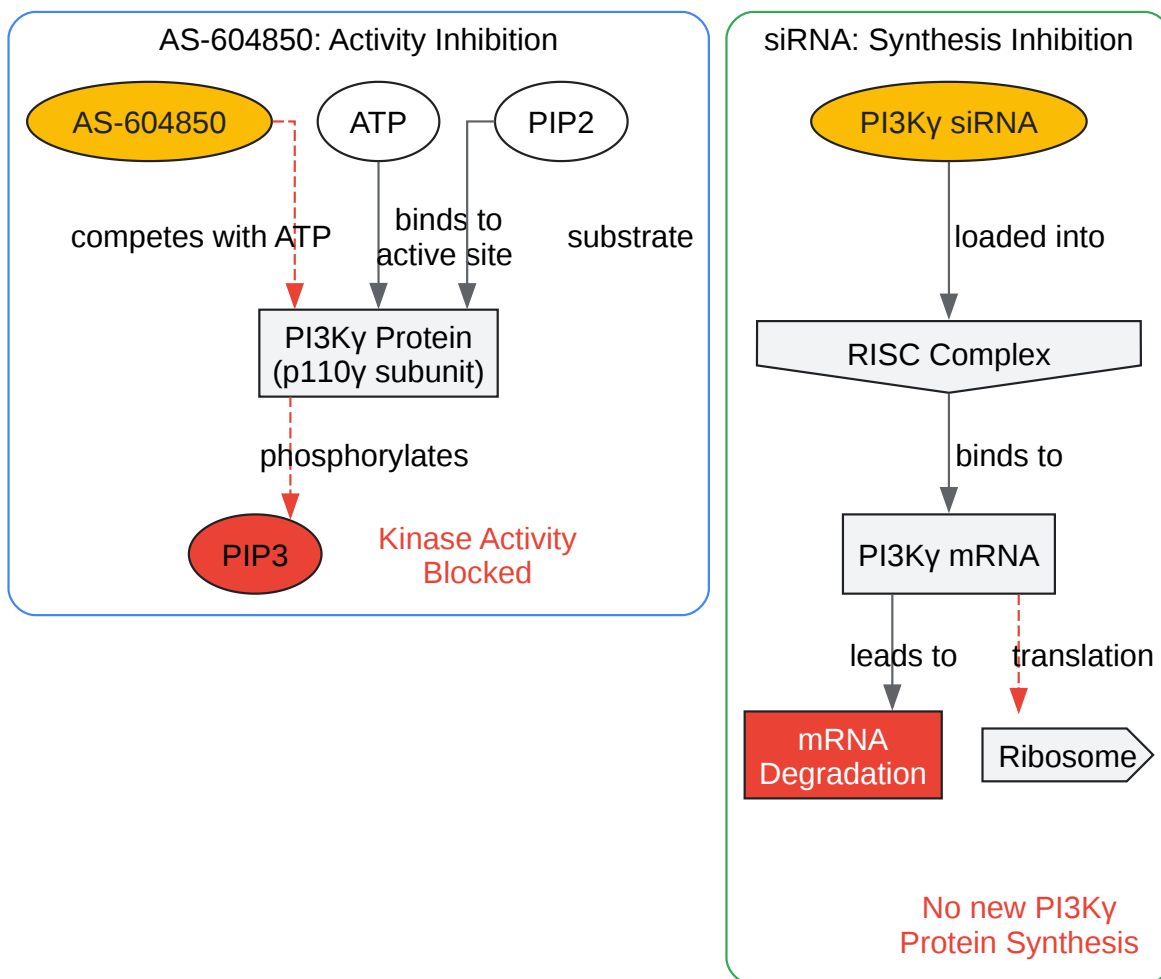 AS-604850: Activity Inhibition
AS-604850
ATP
PIP2
competes with ATP
binds to
active site
substrate
PI3Kγ Protein
(p110γ subunit)
phosphorylates
PIP3
Kinase Activity
Blocked
siRNA: Synthesis Inhibition
PI3Kγ siRNA
loaded into
RISC Complex
binds to
PI3Kγ mRNA
leads to
translation
mRNA
Degradation
Ribosome
No new PI3Kγ
Protein Synthesis